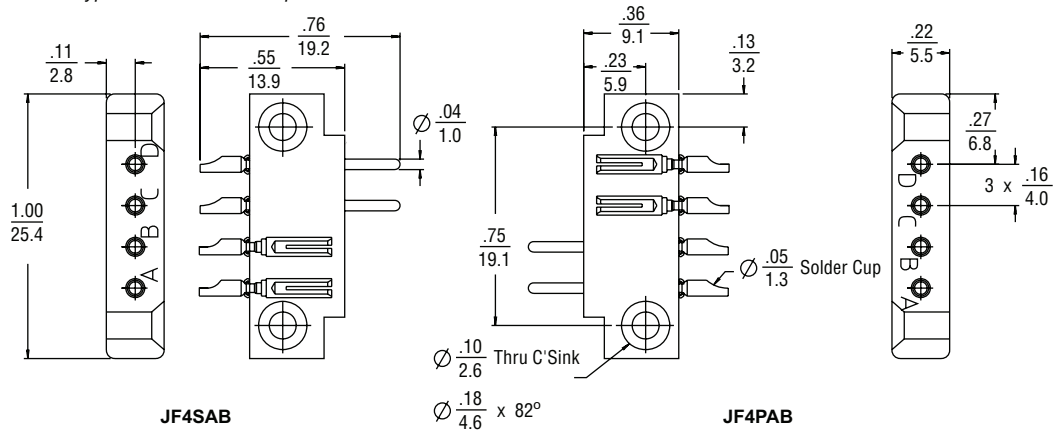 .11
2.8
.76
19.2
.55
13.9
.04
1.0
.36
9.1
.23
5.9
.13
3.2
.22
5.5
.27
6.8
3 x .16
4.0
1.00
25.4
D
C
B
A
.75
19.1
.05
1.3 Solder Cup
D
C
B
A
.10
2.6 Thru C'Sink
.18
4.6 x 82°
JF4SAB
JF4PAB